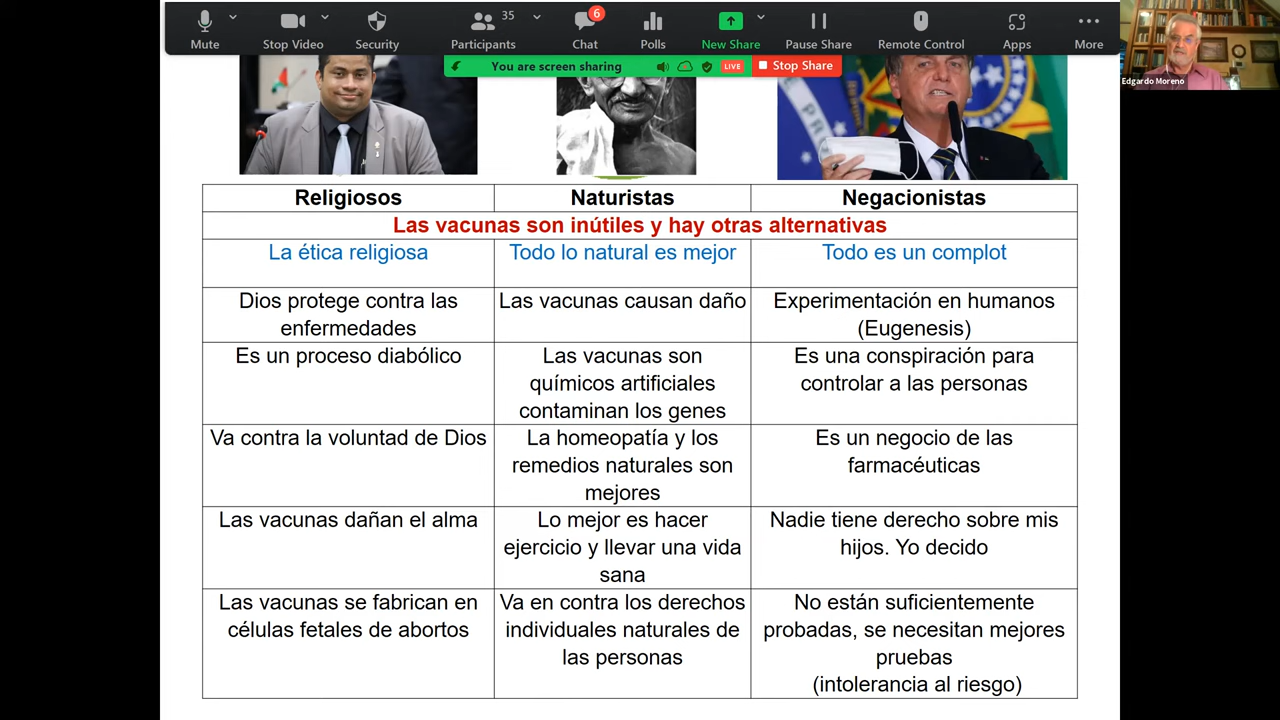 6
35
Mute
Stop Video
Security
Participants
Chat
Polls
New Share
Pause Share
Remote Control
Apps
More
You are screen sharing
LIVE
Stop Share
Edgardo Moreno
Religiosos
Naturistas
Negacionistas
Las vacunas son inútiles y hay otras alternativas
La ética religiosa
Todo lo natural es mejor
Todo es un complot
Dios protege contra las
enfermedades
Las vacunas causan daño
Experimentación en humanos
(Eugenesis)
Es un proceso diabólico
Las vacunas son
químicos artificiales
contaminan los genes
Es una conspiración para
controlar a las personas
Va contra la voluntad de Dios
La homeopatía y los
remedios naturales son
mejores
Es un negocio de las
farmacéuticas
Las vacunas dañan el alma
Lo mejor es hacer
ejercicio y llevar una vida
sana
Nadie tiene derecho sobre mis
hijos. Yo decido
Las vacunas se fabrican en
células fetales de abortos
Va en contra los derechos
individuales naturales de
las personas
No están suficientemente
probadas, se necesitan mejores
pruebas
(intolerancia al riesgo)